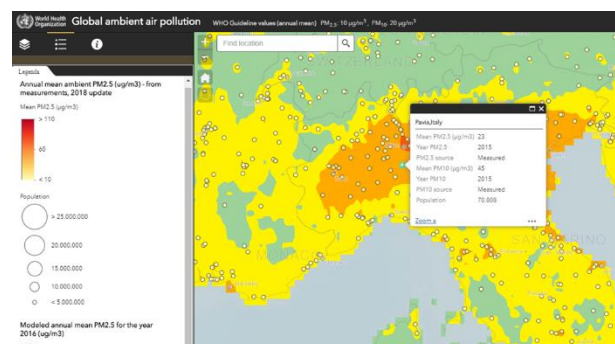 World Health Organization
Global ambient air pollution
WHO Guideline values (annual mean) PM2.5: 10 µg/m³, PM10: 20 µg/m³
Find location
Legenda
Annual mean ambient PM2.5 (ug/m3) - from
measurements, 2018 update
Mean PM2.5 (µg/m3)
> 110
60
< 10
Population
> 25.000.000
20.000.000
15.000.000
10.000.000
< 5.000.000
Modeled annual mean PM2.5 for the year
2016 (ug/m3)
Pavia,Italy
Mean PM2.5 (µg/m3) 23
Year PM2.5 2015
PM2.5 source Measured
Mean PM10 (µg/m3) 45
Year PM10 2015
PM10 source Measured
Population 70.808
Zoom a
MONACO
SAN MARINO